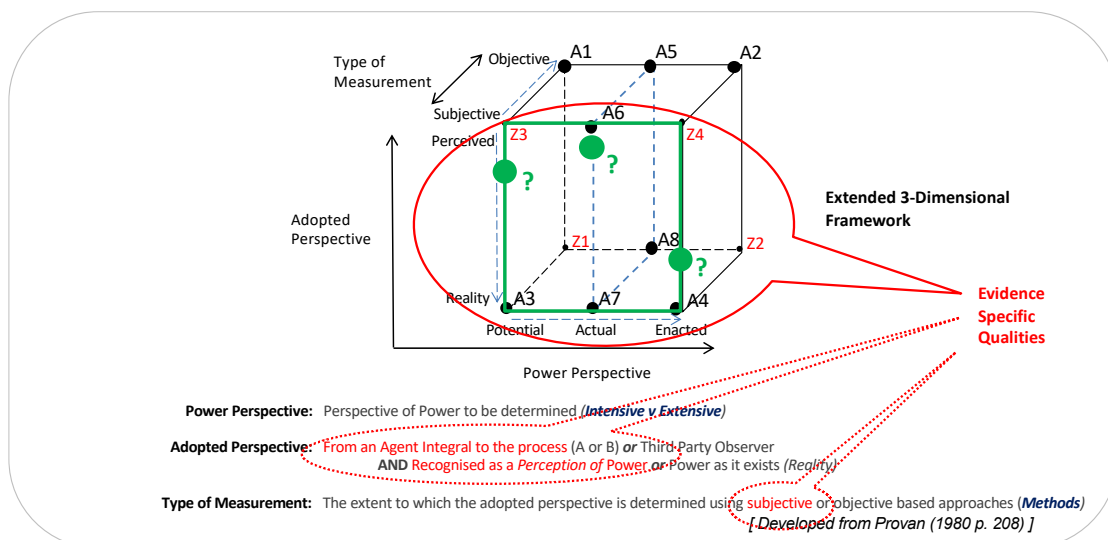 A1
A5
A2
Type of
Measurement
Objective
Subjective
Perceived
Z3
A6
Z4
?
?
Adopted
Perspective
Extended 3-Dimensional
Framework
Z1
A8
Z2
?
Reality
A3
A7
A4
Potential
Actual
Enacted
Power Perspective
Evidence
Specific
Qualities
Power Perspective: Perspective of Power to be determined (Intensive v Extensive)
Adopted Perspective: From an Agent Integral to the process (A or B) or Third Party Observer
AND Recognised as a Perception of Power or Power as it exists (Reality)
Type of Measurement: The extent to which the adopted perspective is determined using subjective or objective based approaches (Methods)
[ Developed from Provan (1980 p. 208) ]